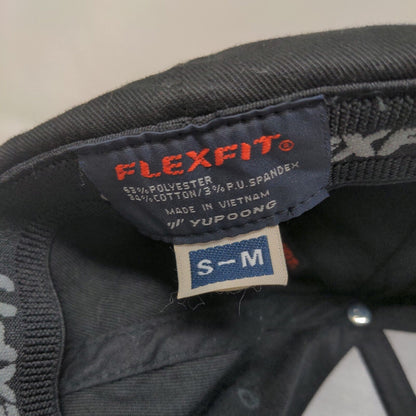 FLEXFIT®
63% POLYESTER
34% COTTON/3% P.U. SPANDEX
MADE IN VIETNAM
YUPOONG
S-M